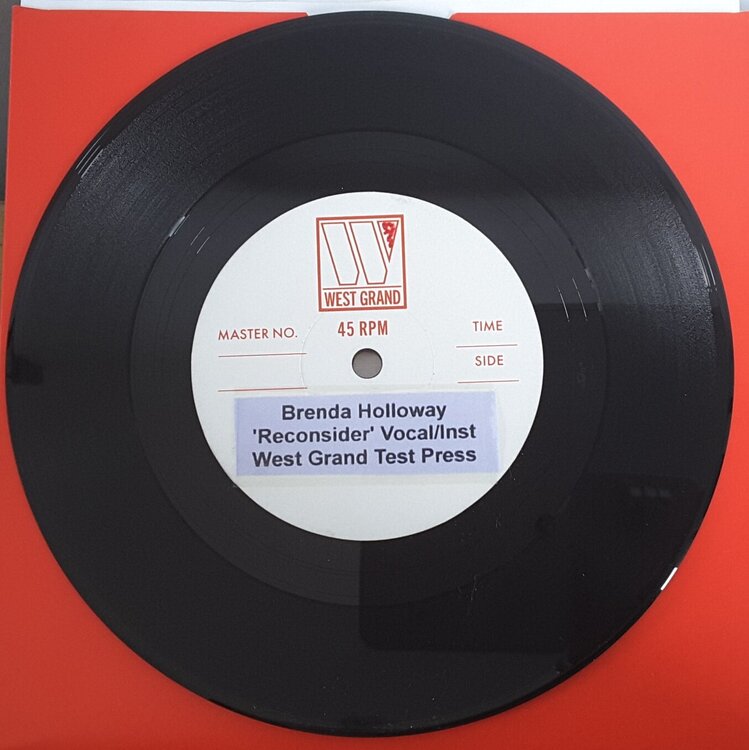 W
WEST GRAND
MASTER NO.
45 RPM
TIME
SIDE
Brenda Holloway
'Reconsider' Vocal/Inst
West Grand Test Press